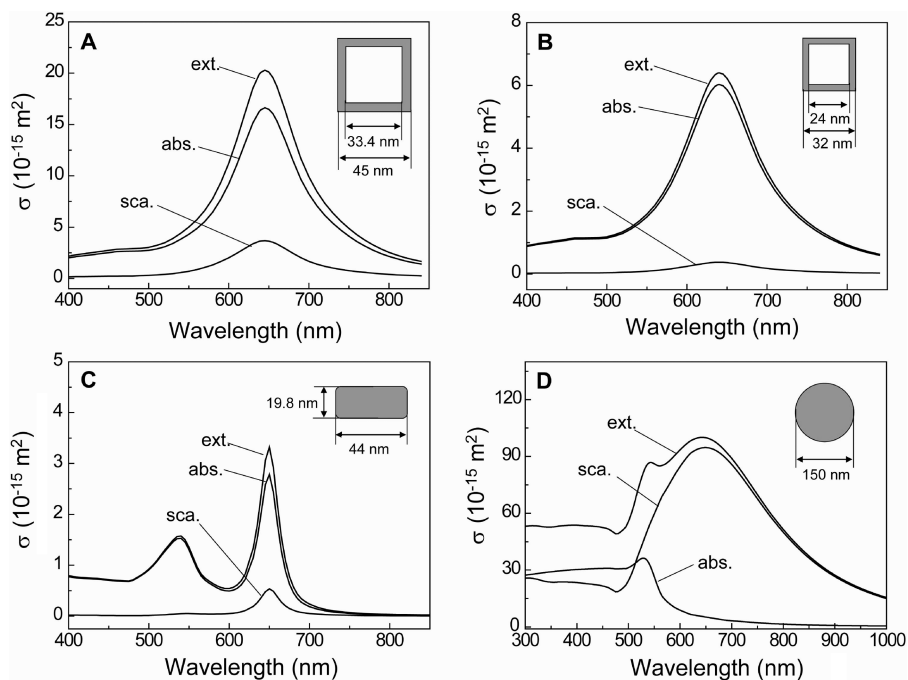 A
25
20
15
10
5
0
σ (10⁻¹⁵ m²)
ext.
abs.
sca.
33.4 nm
45 nm
400 500 600 700 800
Wavelength (nm)
B
8
6
4
2
0
σ (10⁻¹⁵ m²)
ext.
abs.
sca.
24 nm
32 nm
400 500 600 700 800
Wavelength (nm)
C
5
4
3
2
1
0
σ (10⁻¹⁵ m²)
19.8 nm
44 nm
ext.
abs.
sca.
400 500 600 700 800
Wavelength (nm)
D
120
90
60
30
0
σ (10⁻¹⁵ m²)
ext.
sca.
abs.
150 nm
300 400 500 600 700 800 900 1000
Wavelength (nm)